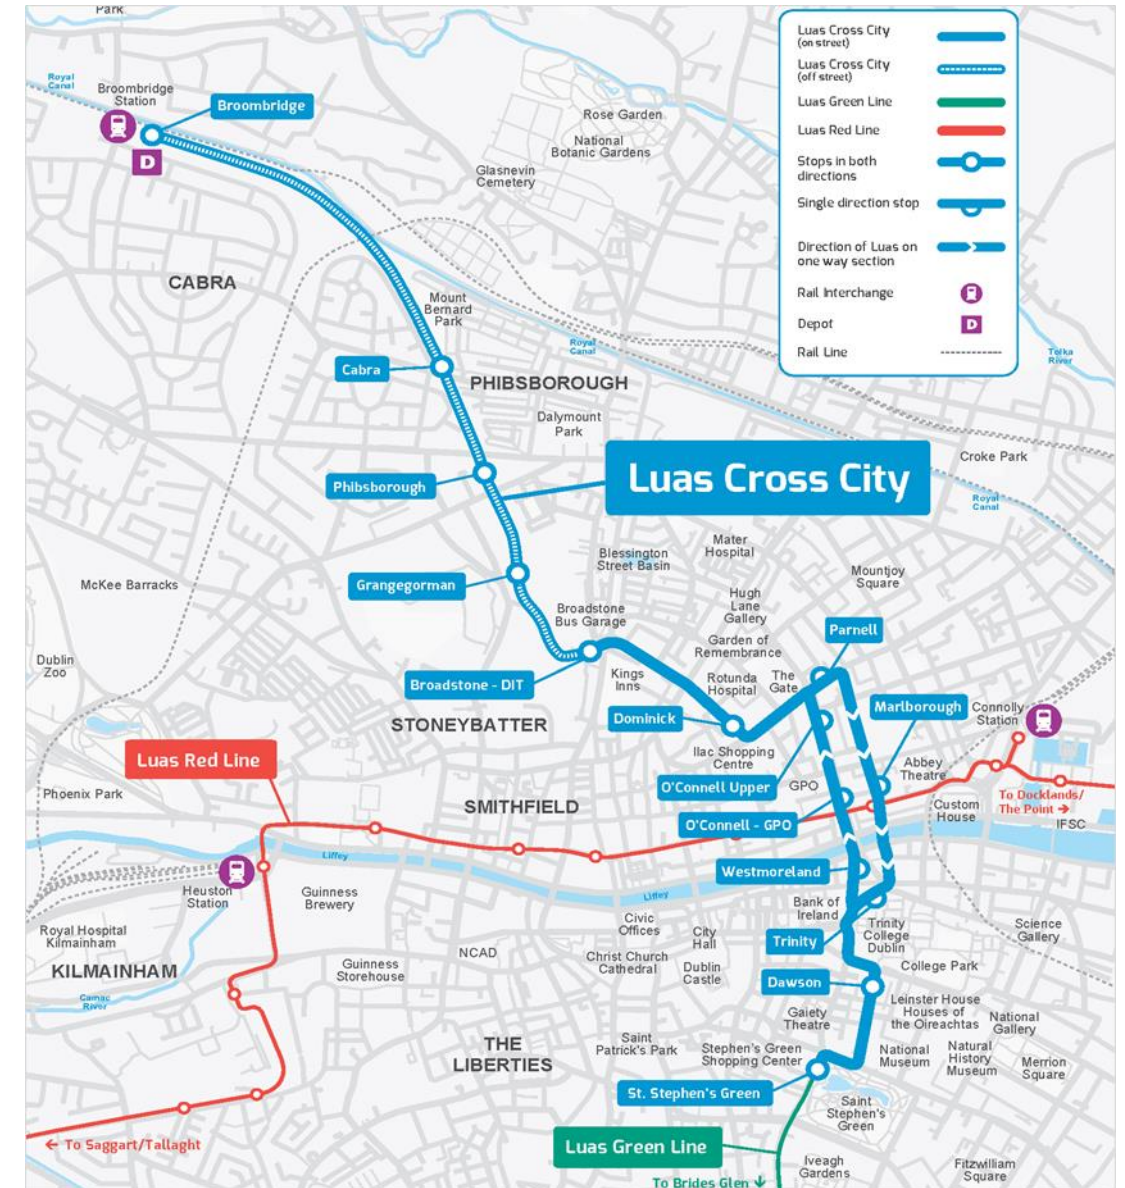 Park
Royal
Canal
Broombridge
Station
Broombridge
D
Rose Garden
National
Botanic Gardens
Glasnevin
Cemetery
Luas Cross City
(on street)
Luas Cross City
(off street)
Luas Green Line
Luas Red Line
Stops in both
directions
Single direction stop
Direction of Luas on
one way section
Rail Interchange
Depot
D
Rail Line
CABRA
Mount
Bernard
Park
Royal
Canal
Tolka
River
Cabra
PHIBSBOROUGH
Dalymount
Park
Croke Park
Luas Cross City
Phibsborough
Royal
Canal
Mater
Hospital
Blessington
Street Basin
Mountjoy
Square
McKee Barracks
Grangegorman
Hugh
Lane
Gallery
Broadstone
Bus Garage
Parnell
Garden of
Remembrance
Dublin
Zoo
Kings
Inns
Rotunda
Hospital
The
Gate
Broadstone - DIT
Marlborough
Connolly
Station
STONEYBATTER
Dominick
Ilac Shopping
Centre
Luas Red Line
Abbey
Theatre
O'Connell Upper
GPO
Phoenix Park
To Docklands/
The Point →
SMITHFIELD
Custom
House
O'Connell - GPO
IFSC
Liffey
Westmoreland
Heuston
Station
Guinness
Brewery
Liffey
Bank of
Ireland
Royal Hospital
Kilmainham
Civic
Offices
City
Hall
Trinity
Trinity
College
Dublin
Science
Gallery
NCAD
Christ Church
Cathedral
Dublin
Castle
College Park
KILMAINHAM
Guinness
Storehouse
Dawson
Camac
River
Leinster House
Houses of
the Oireachtas
Gaiety
Theatre
National
Gallery
THE
LIBERTIES
Saint
Patrick's Park
Stephen's Green
Shopping Center
National
Museum
Natural
History
Museum
Merrion
Square
St. Stephen's Green
Saint
Stephen's
Green
← To Saggart/Tallaght
Luas Green Line
Iveagh
Gardens
Fitzwilliam
Square
To Brides Glen ↓